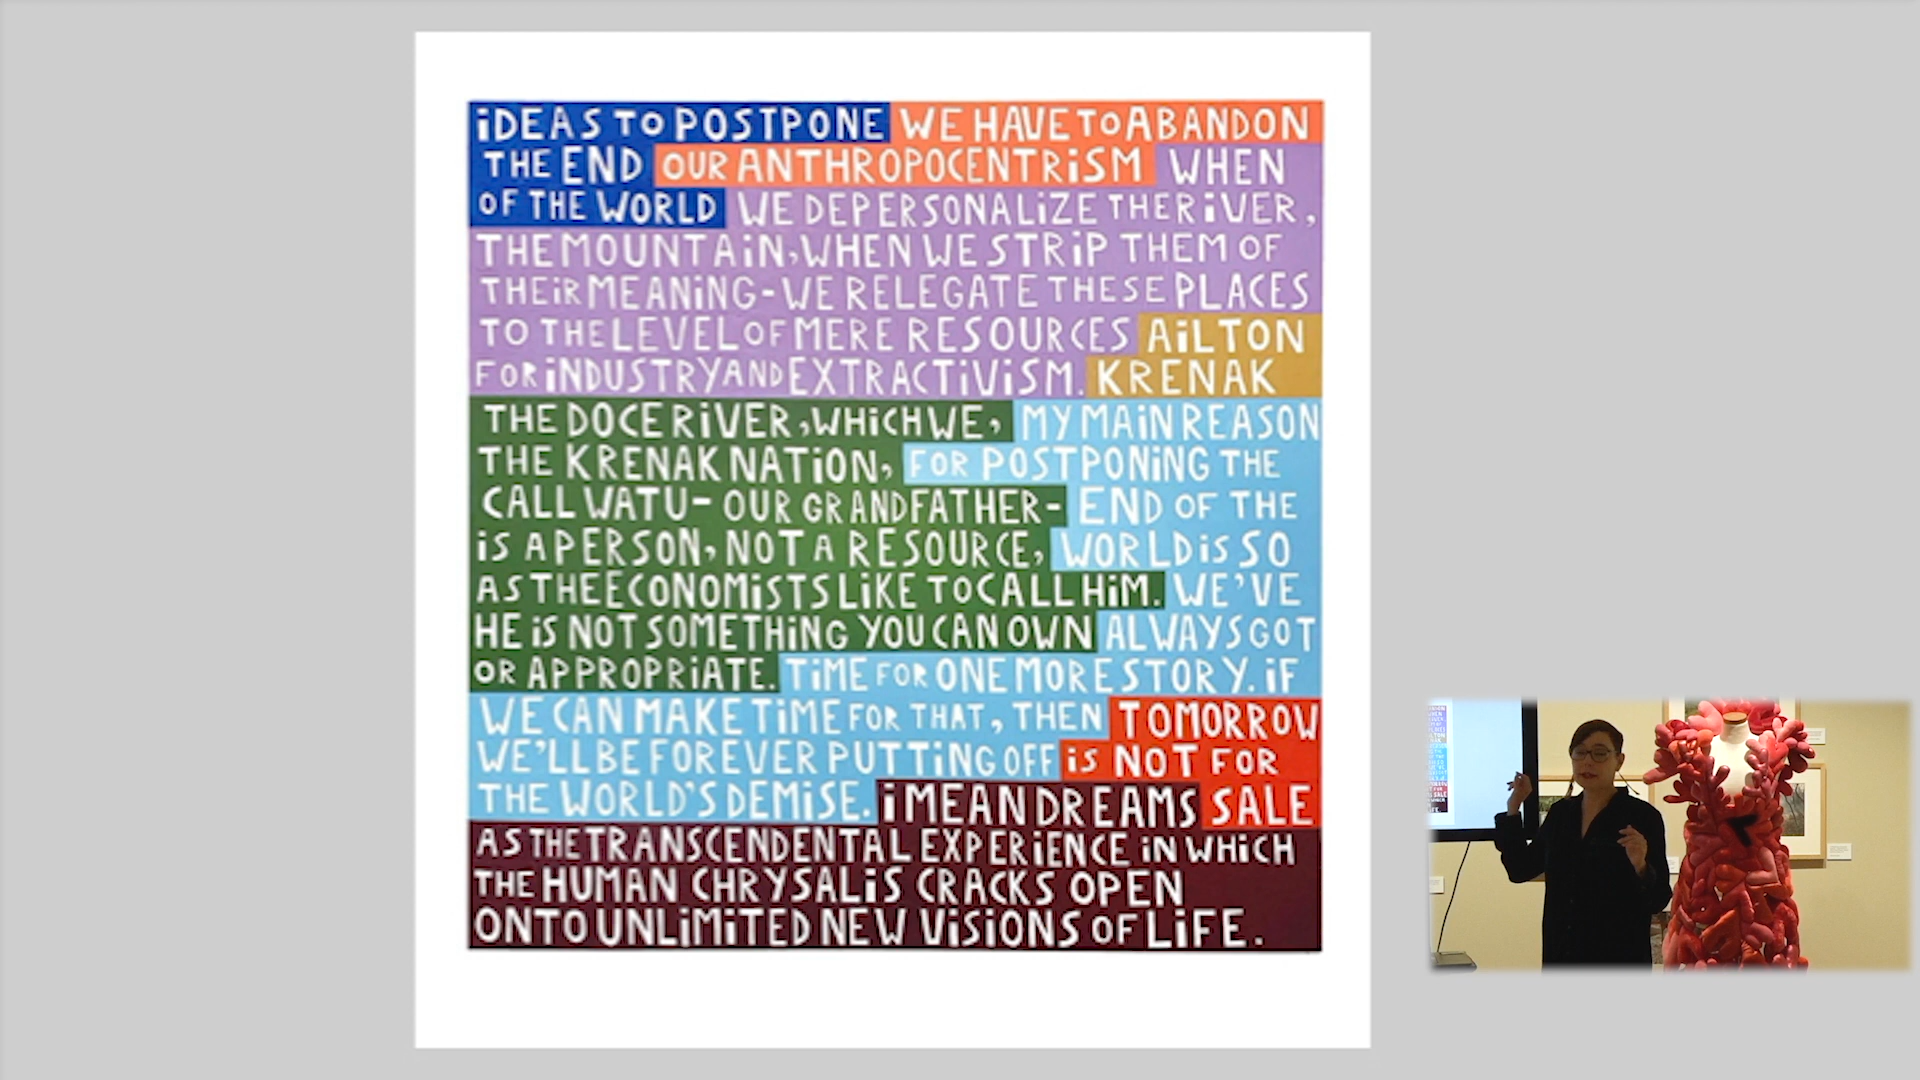 iDEAS TO POSTPONE WE HAVE TO ABANDON
THE END OUR ANTHROPOCENTRiSM WHEN
OF THE WORLD WE DEPERSONALiZE THE RiVER,
THE MOUNTAiN, WHEN WE STRiP THEM OF
THEiR MEANiNG-WE RELEGATE THESE PLACES
TO THE LEVEL OF MERE RESOURCES AiLTON
FOR iNDUSTRY AND EXTRACTiViSM. KRENAK
THE DOCE RiVER, WHiCH WE, MY MAiN REASON
THE KRENAK NATiON, FOR POSTPONiNG THE
CALL WATU- OUR GRANDFATHER- END OF THE
iS A PERSON, NOT A RESOURCE, WORLD iS SO
AS THE ECONOMiSTS LiKE TO CALL HiM. WE'VE
HE iS NOT SOMETHiNG YOU CAN OWN ALWAYS GOT
OR APPROPRiATE. TiME FOR ONE MORE STORY. iF
WE CAN MAKE TiME FOR THAT, THEN TOMORROW
WE'LL BE FOREVER PUTTiNG OFF iS NOT FOR
THE WORLD'S DEMiSE. i MEAN DREAMS SALE
AS THE TRANSCENDENTAL EXPERiENCE iN WHiCH
THE HUMAN CHRYSALiS CRACKS OPEN
ONTO UNLiMiTED NEW ViSiONS OF LiFE.